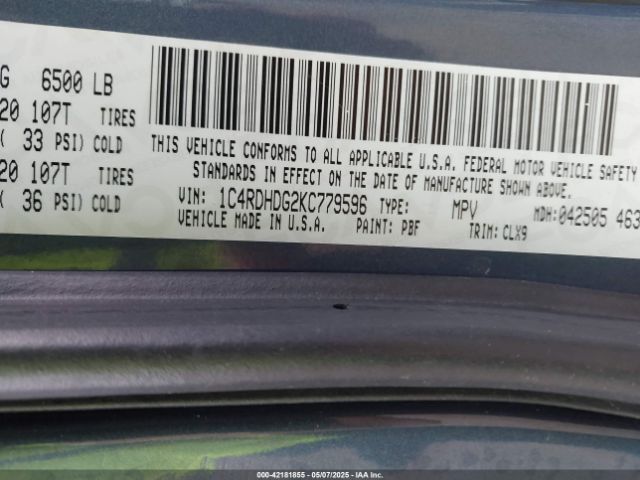 G 6500 LB
20 107T TIRES
( 33 PSI) COLD
20 107T TIRES
( 36 PSI) COLD
THIS VEHICLE CONFORMS TO ALL APPLICABLE U.S.A. FEDERAL MOTOR VEHICLE SAFETY
STANDARDS IN EFFECT ON THE DATE OF MANUFACTURE SHOWN ABOVE.
VIN: 1C4RDHDG2KC779596 TYPE: MPV MDH: 042505 463
VEHICLE MADE IN U.S.A. PAINT: PBF TRIM: CLX9
000-42181855 - 05/07/2025 - IAA Inc.